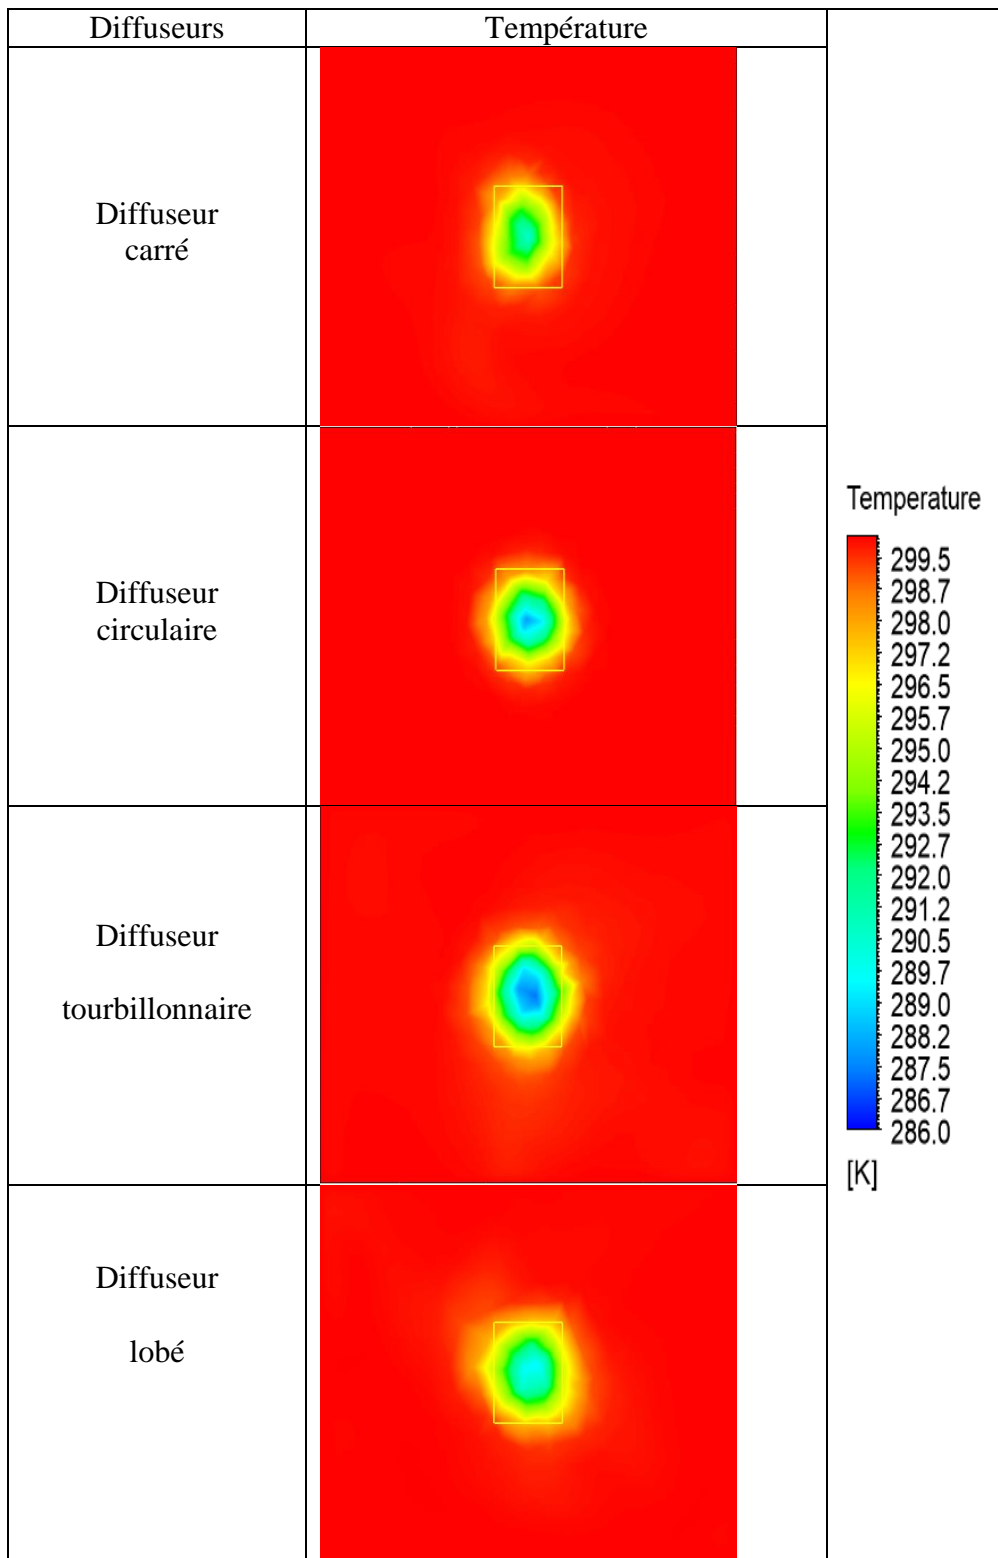 Diffuseurs
Température
Diffuseur
carré
Diffuseur
circulaire
Diffuseur
tourbillonnaire
Diffuseur
lobé
Temperature
299.5
298.7
298.0
297.2
296.5
295.7
295.0
294.2
293.5
292.7
292.0
291.2
290.5
289.7
289.0
288.2
287.5
286.7
286.0
[K]